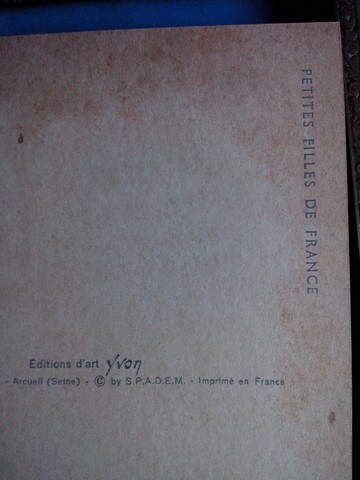 PETITES FILLES DE FRANCE
Éditions d'art yvon
- Arcueil (Seine) - © by S.P.A.D.E.M. - Imprimé en France